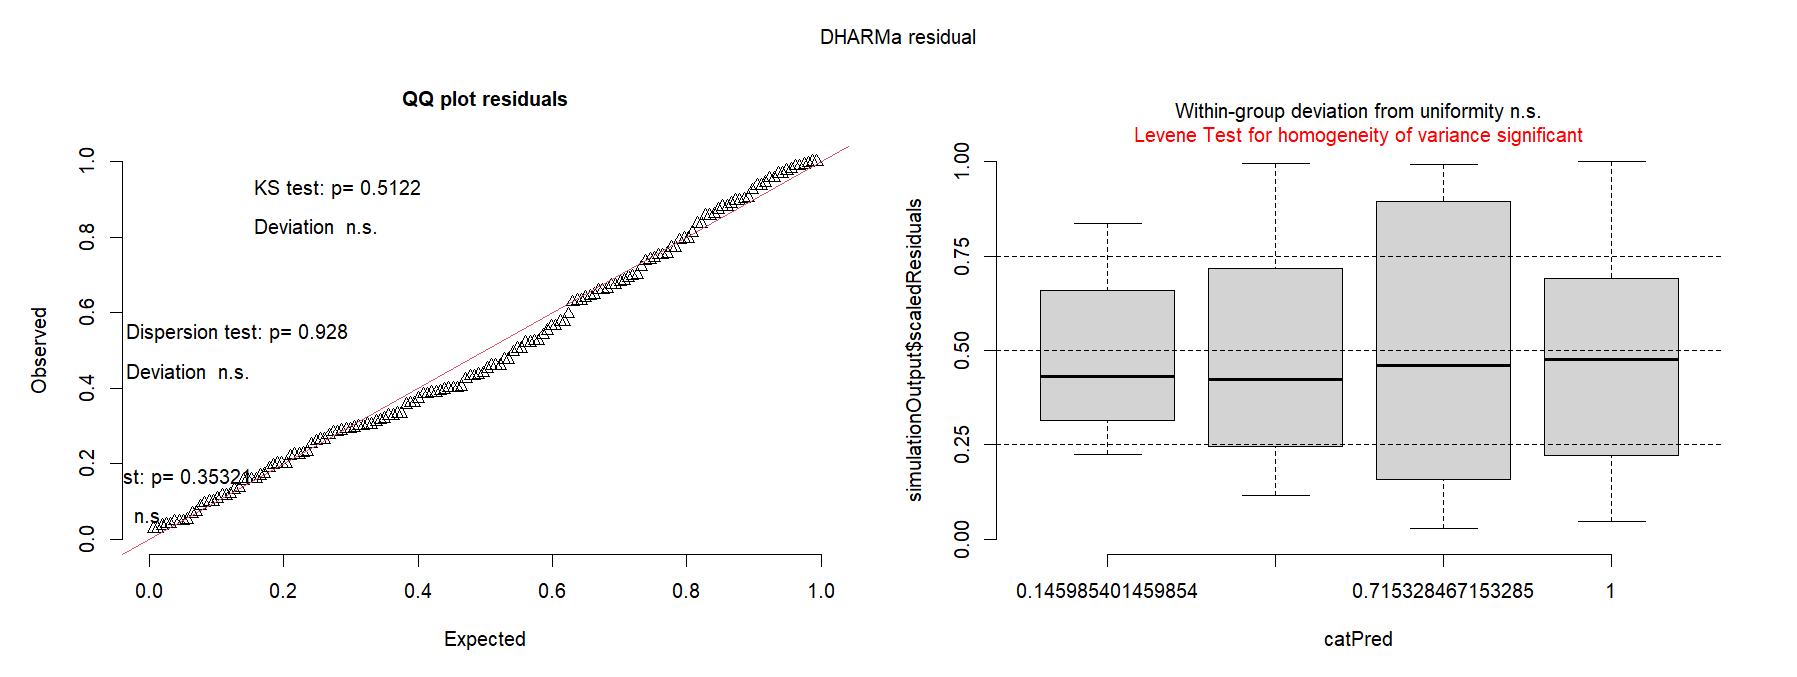 DHARMa residual
QQ plot residuals
KS test: p= 0.5122
Deviation  n.s.
Dispersion test: p= 0.928
Deviation  n.s.
st: p= 0.35321
n.s.
Observed
0.0 0.2 0.4 0.6 0.8 1.0
0.0 0.2 0.4 0.6 0.8 1.0
Expected
Within-group deviation from uniformity n.s.
Levene Test for homogeneity of variance significant
simulationOutput$scaledResiduals
0.00 0.25 0.50 0.75 1.00
0.145985401459854 0.715328467153285 1
catPred